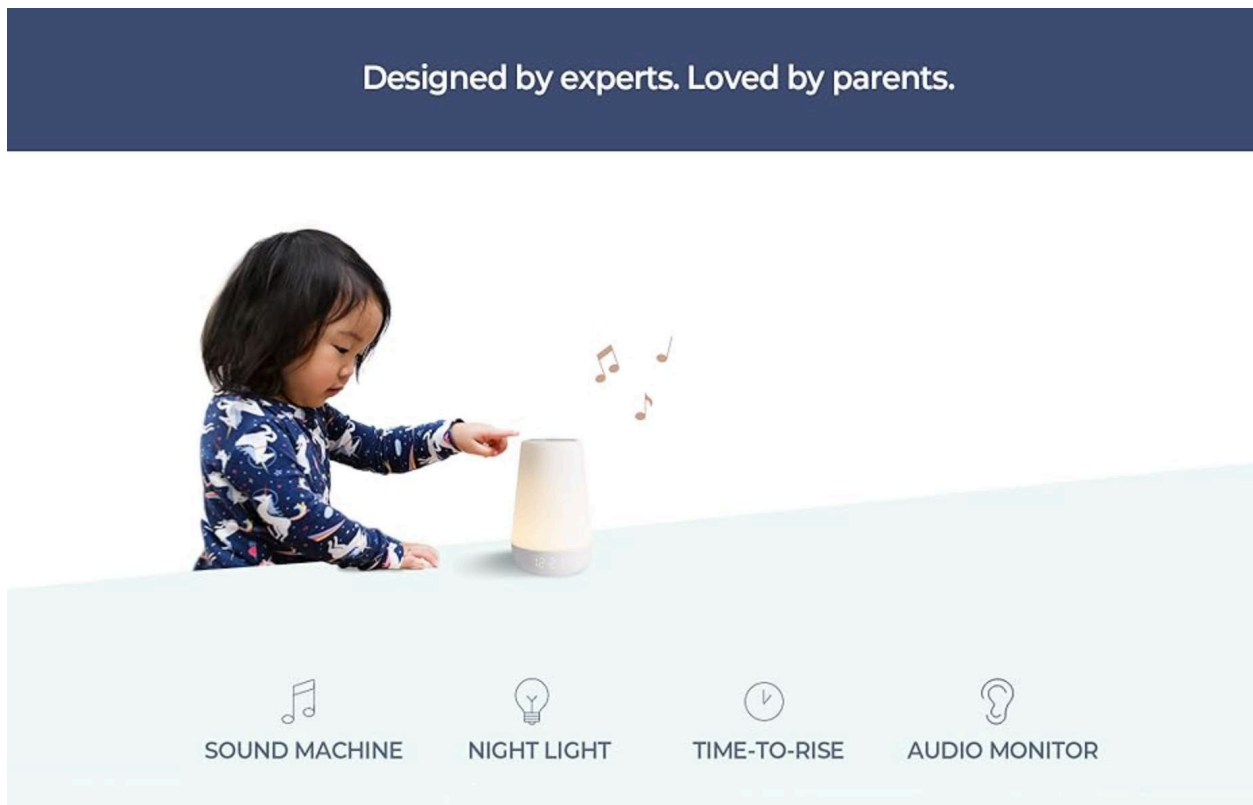 Designed by experts. Loved by parents.
SOUND MACHINE
NIGHT LIGHT
TIME-TO-RISE
AUDIO MONITOR